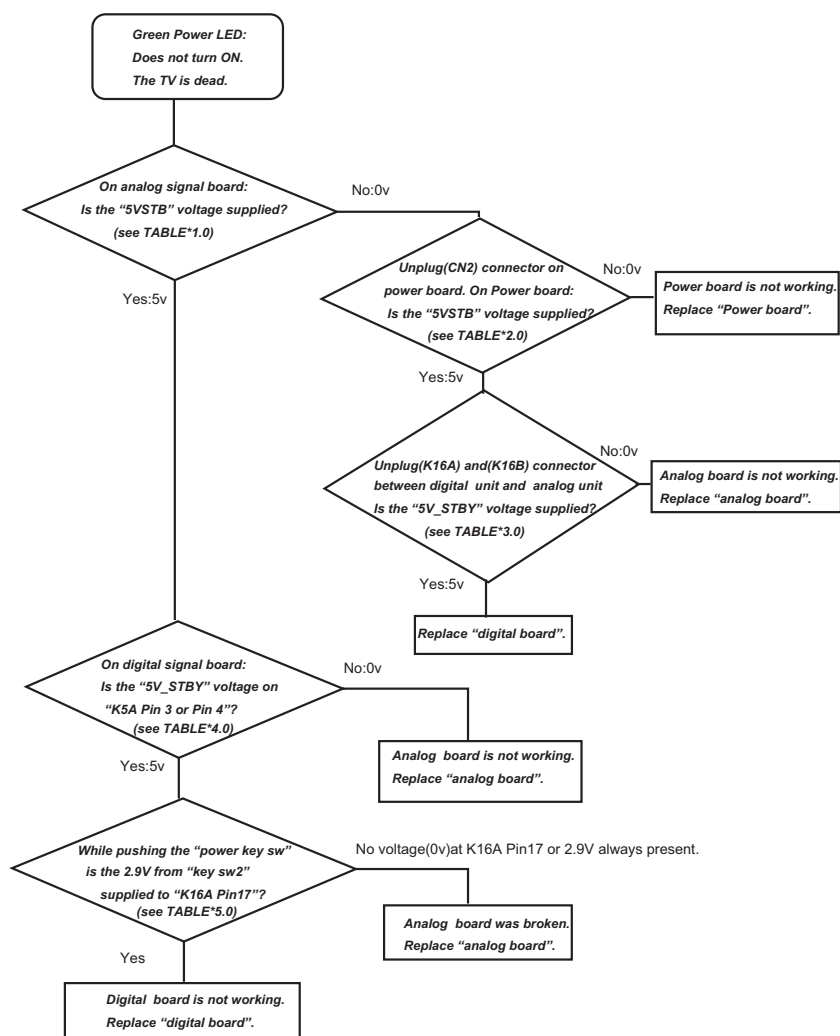 Green Power LED:
Does not turn ON.
The TV is dead.
On analog signal board:
Is the “5VSTB” voltage supplied?
(see TABLE*1.0)
No:0v
Yes:5v
Unplug(CN2) connector on
power board. On Power board:
Is the “5VSTB” voltage supplied?
(see TABLE*2.0)
No:0v
Power board is not working.
Replace “Power board”.
Yes:5v
Unplug(K16A) and(K16B) connector
between digital unit and analog unit
Is the “5V_STBY” voltage supplied?
(see TABLE*3.0)
No:0v
Analog board is not working.
Replace “analog board”.
Yes:5v
Replace “digital board”.
On digital signal board:
Is the “5V_STBY” voltage on
“K5A Pin 3 or Pin 4”?
(see TABLE*4.0)
No:0v
Analog board is not working.
Replace “analog board”.
Yes:5v
While pushing the “power key sw”
is the 2.9V from “key sw2”
supplied to “K16A Pin17”?
(see TABLE*5.0)
No voltage(0v)at K16A Pin17 or 2.9V always present.
Analog board was broken.
Replace “analog board”.
Yes
Digital board is not working.
Replace “digital board”.